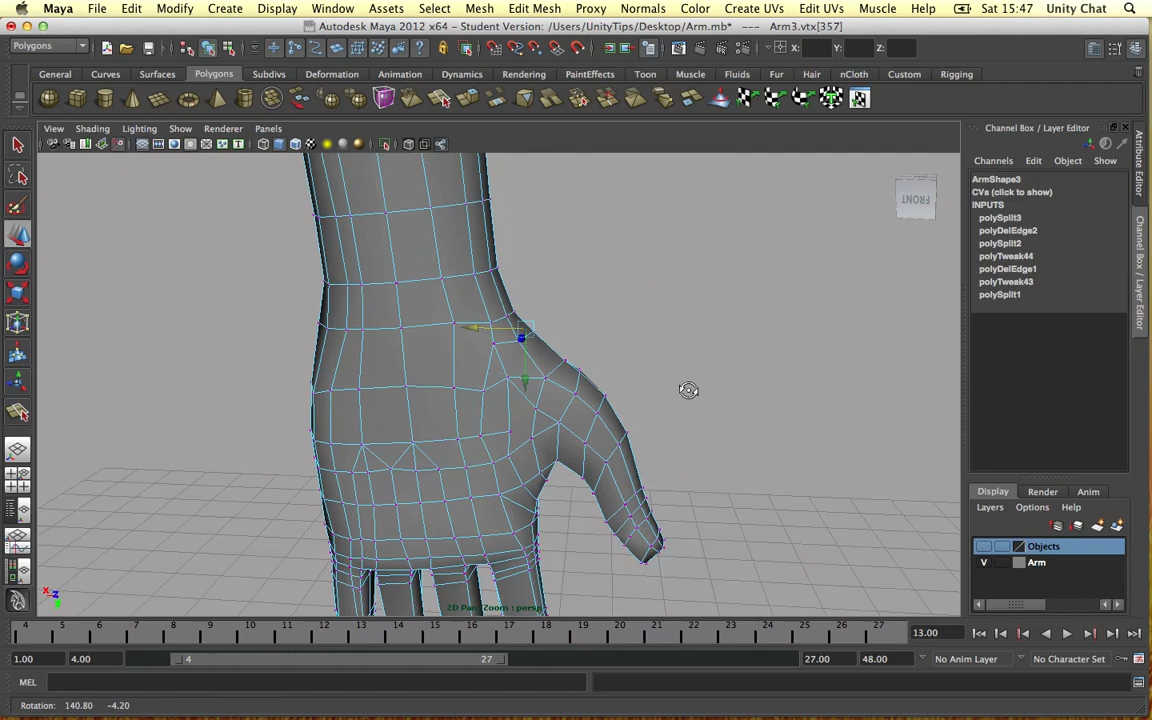 Maya File Edit Modify Create Display Window Assets Select Mesh Edit Mesh Proxy Normals Color Create UVs Edit UVs Muscle Help Sat 15:47 Unity Chat
Autodesk Maya 2012 x64 - Student Version: /Users/UnityTips/Desktop/Arm.mb* --- Arm3.vtx[357]
Polygons X: Y: Z:
General Curves Surfaces Polygons Subdivs Deformation Animation Dynamics Rendering PaintEffects Toon Muscle Fluids Fur Hair nCloth Custom Rigging
View Shading Lighting Show Renderer Panels
Channel Box / Layer Editor
Channels Edit Object Show
ArmShape3
CVs (click to show)
INPUTS
polySplit3
polyDelEdge2
polySplit2
polyTweak44
polyDelEdge1
polyTweak43
polySplit1
Attribute Editor
Channel Box / Layer Editor
FRONT
Display Render Anim
Layers Options Help
Objects
V Arm
2D Pan/Zoom : persp
4 5 6 7 8 9 10 11 12 13 14 15 16 17 18 19 20 21 22 23 24 25 26 27 13.00
1.00 4.00 4 27 27.00 48.00 No Anim Layer No Character Set
MEL
Rotation: 140.80 -4.20